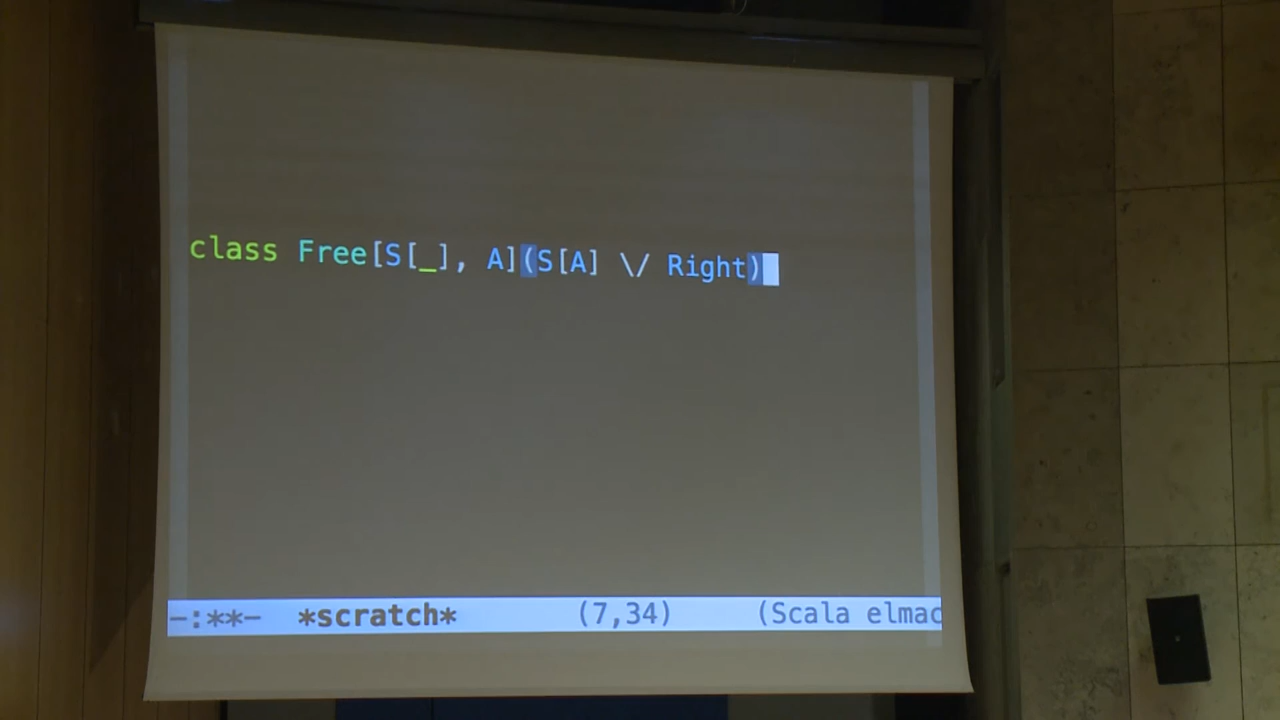 class Free[S[_], A](S[A] \/ Right)
-:**- *scratch* (7,34) (Scala elmac